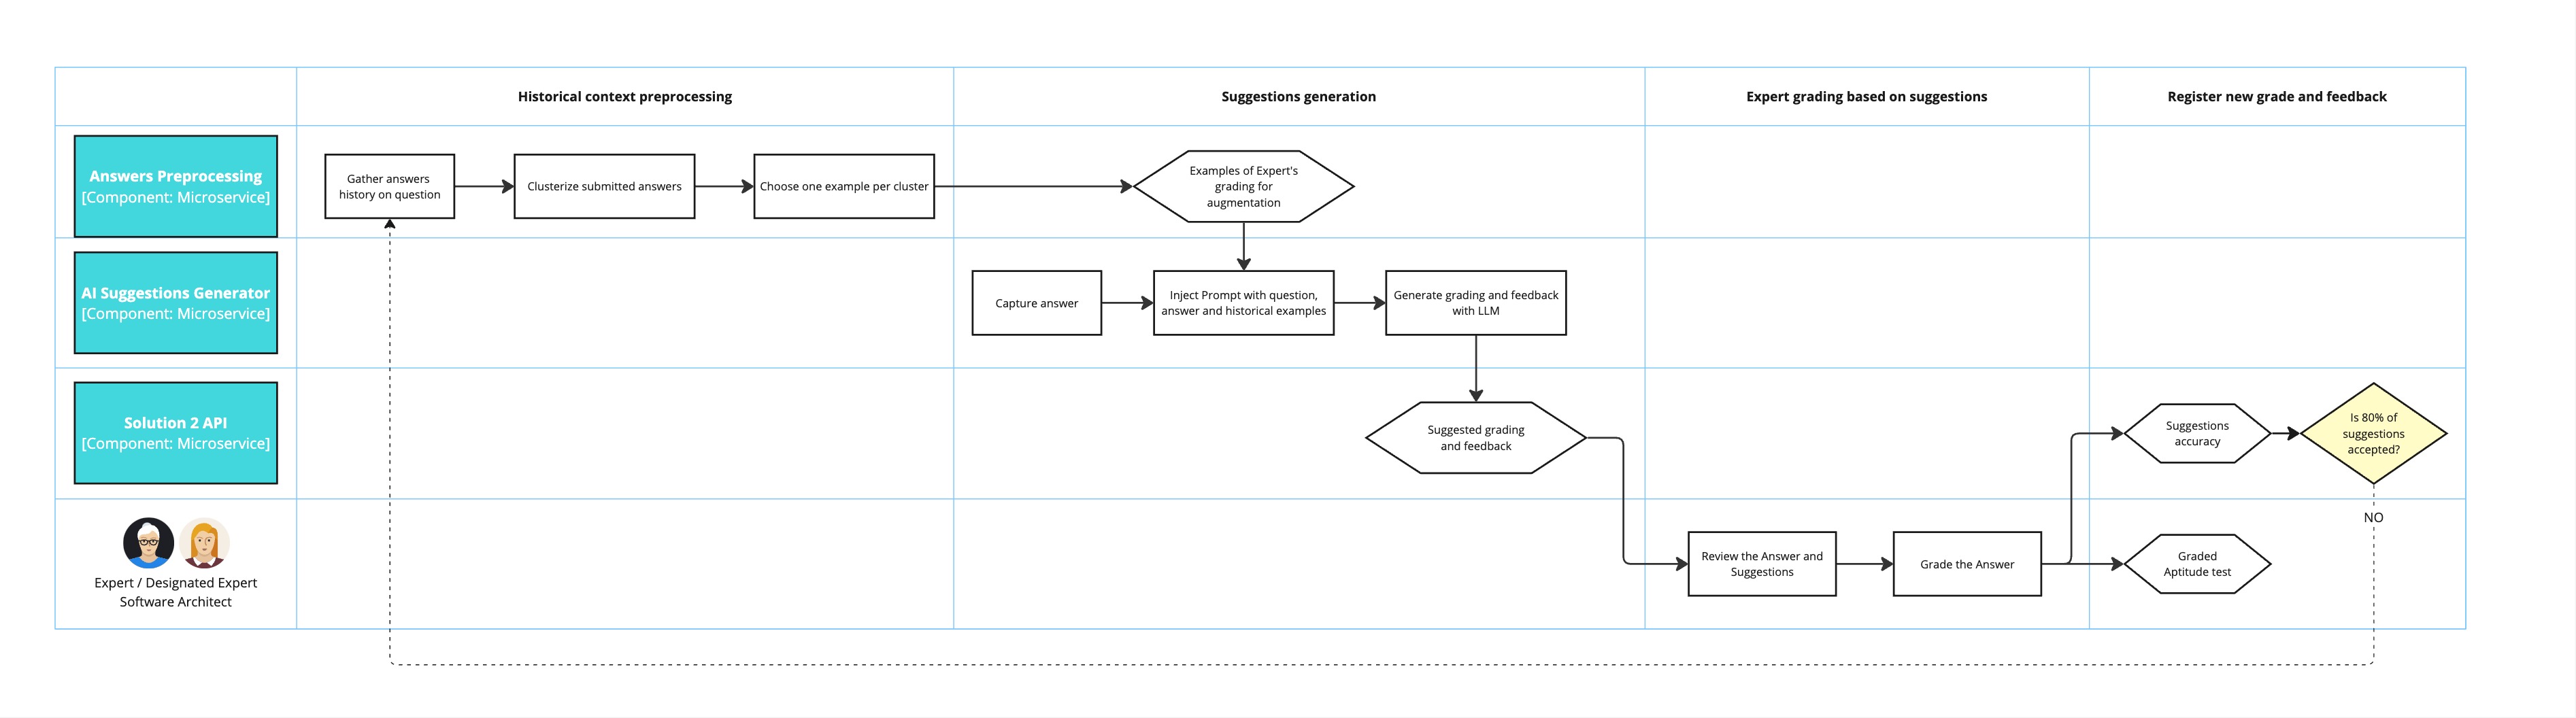 Historical context preprocessing
Suggestions generation
Expert grading based on suggestions
Register new grade and feedback
Answers Preprocessing
[Component: Microservice]
Gather answers
history on question
Clusterize submitted answers
Choose one example per cluster
Examples of Expert's
grading for
augmentation
AI Suggestions Generator
[Component: Microservice]
Capture answer
Inject Prompt with question,
answer and historical examples
Generate grading and feedback
with LLM
Solution 2 API
[Component: Microservice]
Suggested grading
and feedback
Suggestions
accuracy
Is 80% of
suggestions
accepted?
NO
Expert / Designated Expert
Software Architect
Review the Answer and
Suggestions
Grade the Answer
Graded
Aptitude test